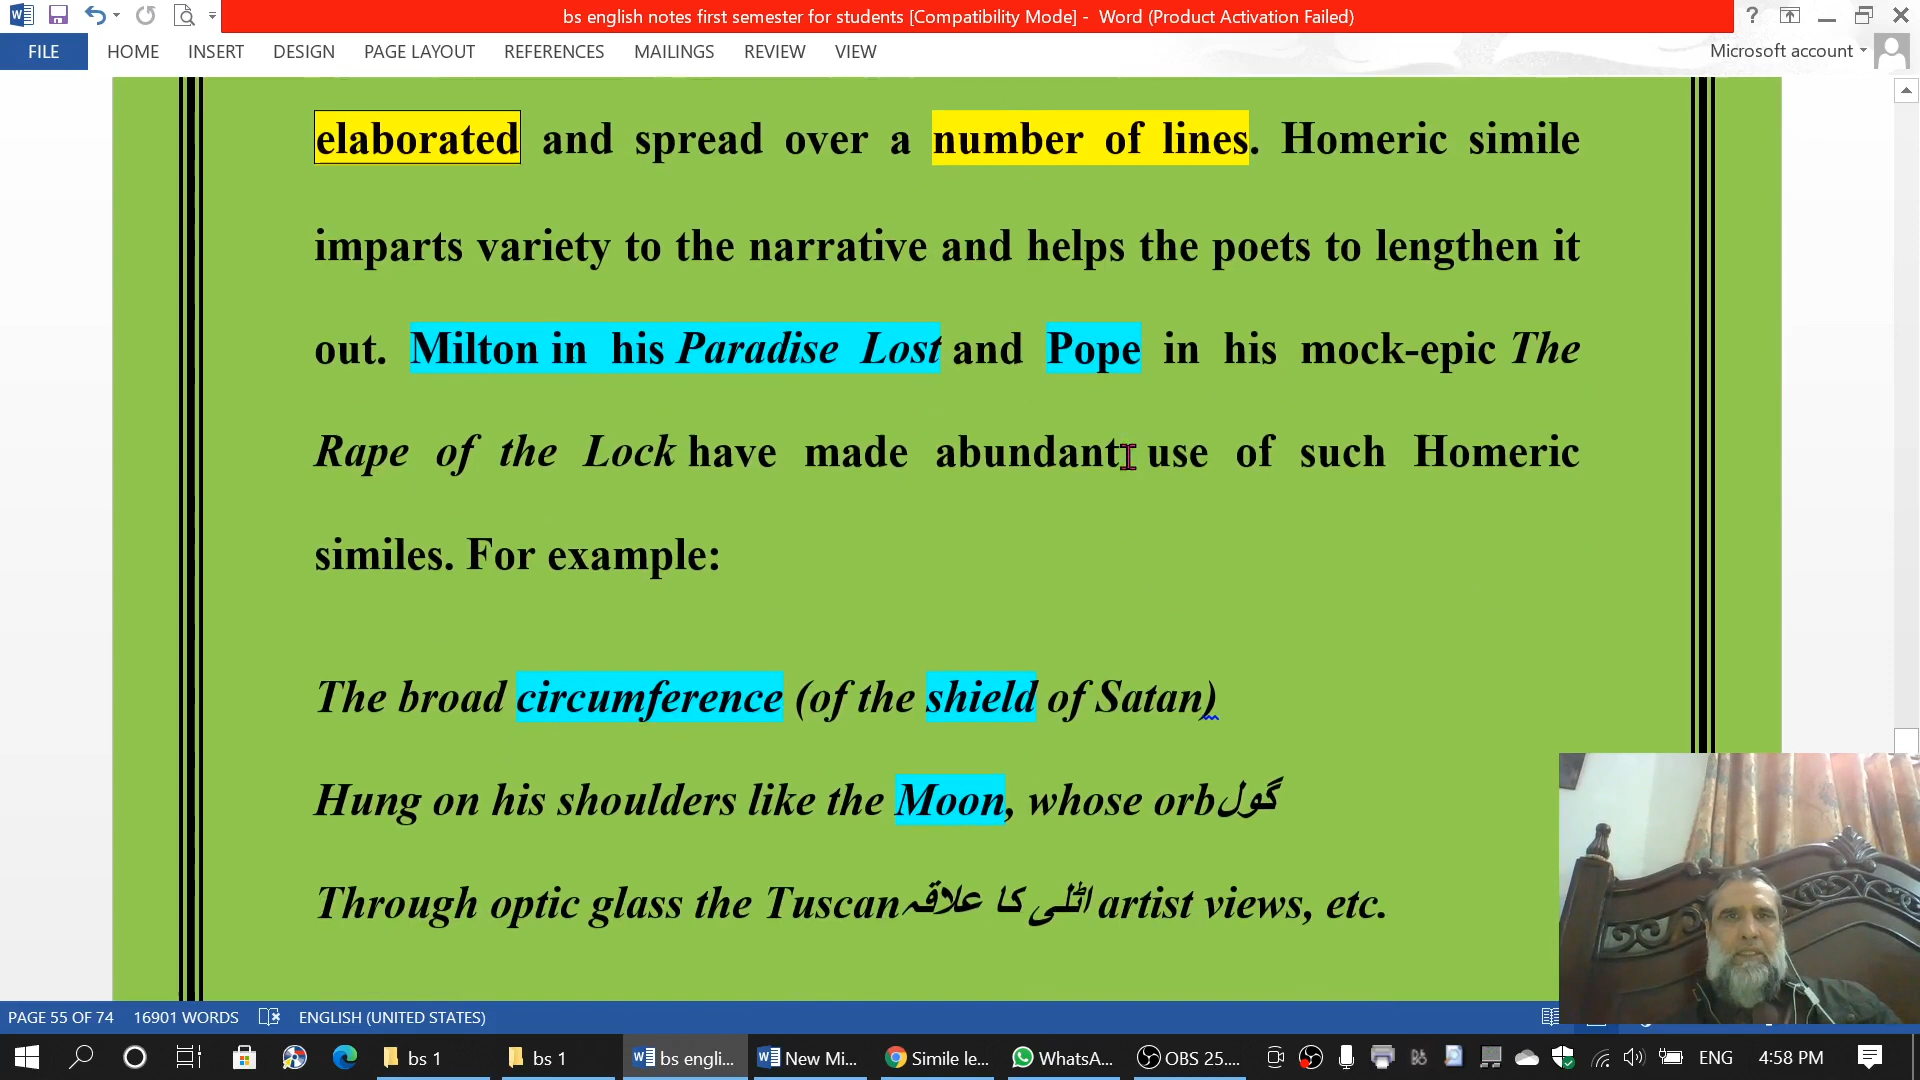 bs english notes first semester for students [Compatibility Mode] - Word (Product Activation Failed)
FILE HOME INSERT DESIGN PAGE LAYOUT REFERENCES MAILINGS REVIEW VIEW Microsoft account
elaborated and spread over a number of lines. Homeric simile
imparts variety to the narrative and helps the poets to lengthen it
out. Milton in his Paradise Lost and Pope in his mock-epic The
Rape of the Lock have made abundant use of such Homeric
similes. For example:
The broad circumference (of the shield of Satan)
Hung on his shoulders like the Moon, whose orb گول
Through optic glass the Tuscan اٹلی کا علاقہ artist views, etc.
PAGE 55 OF 74 16901 WORDS ENGLISH (UNITED STATES)
bs 1 bs 1 bs engli... New Mi... Simile le... WhatsA... OBS 25.... ENG 4:58 PM